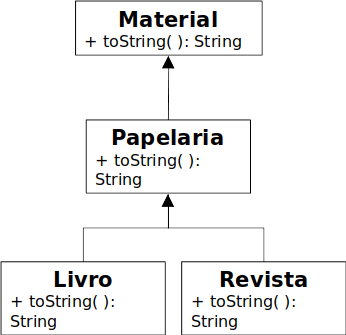 Material
+ toString( ): String
Papelaria
+ toString( ):
String
Livro
+ toString( ):
String
Revista
+ toString( ):
String